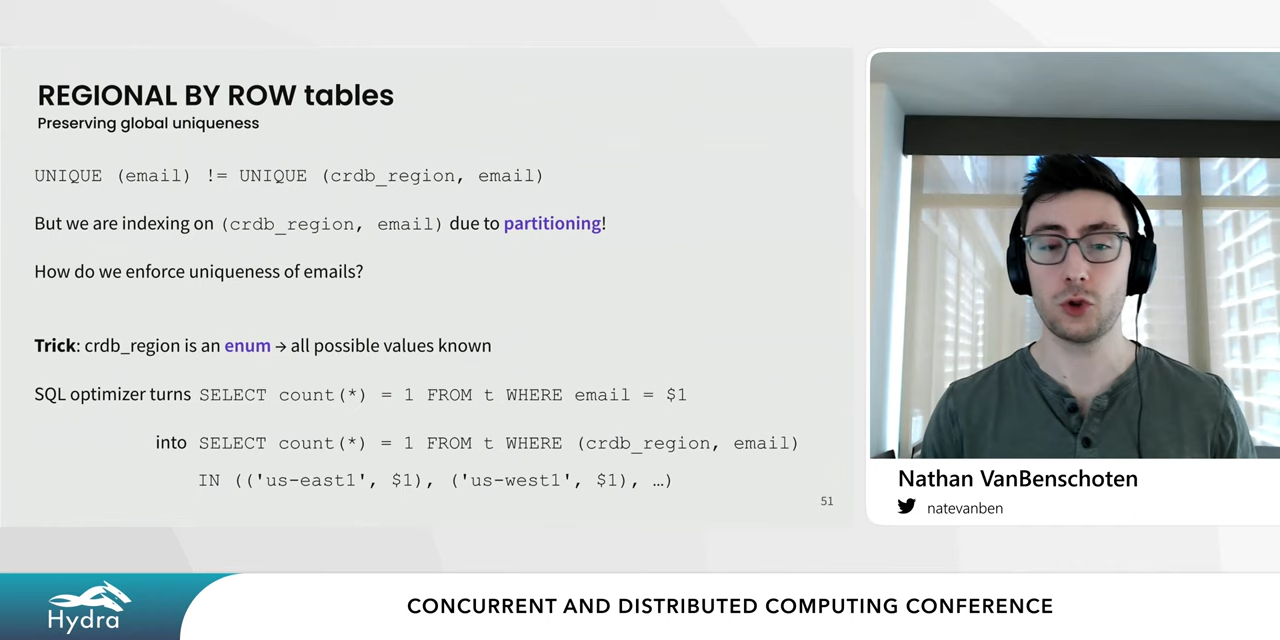 REGIONAL BY ROW tables
Preserving global uniqueness
UNIQUE (email) != UNIQUE (crdb_region, email)
But we are indexing on (crdb_region, email) due to partitioning!
How do we enforce uniqueness of emails?
Trick: crdb_region is an enum → all possible values known
SQL optimizer turns SELECT count(*) = 1 FROM t WHERE email = $1
into SELECT count(*) = 1 FROM t WHERE (crdb_region, email)
IN (('us-east1', $1), ('us-west1', $1), …)
51
Nathan VanBenschoten
natevanben
Hydra
CONCURRENT AND DISTRIBUTED COMPUTING CONFERENCE